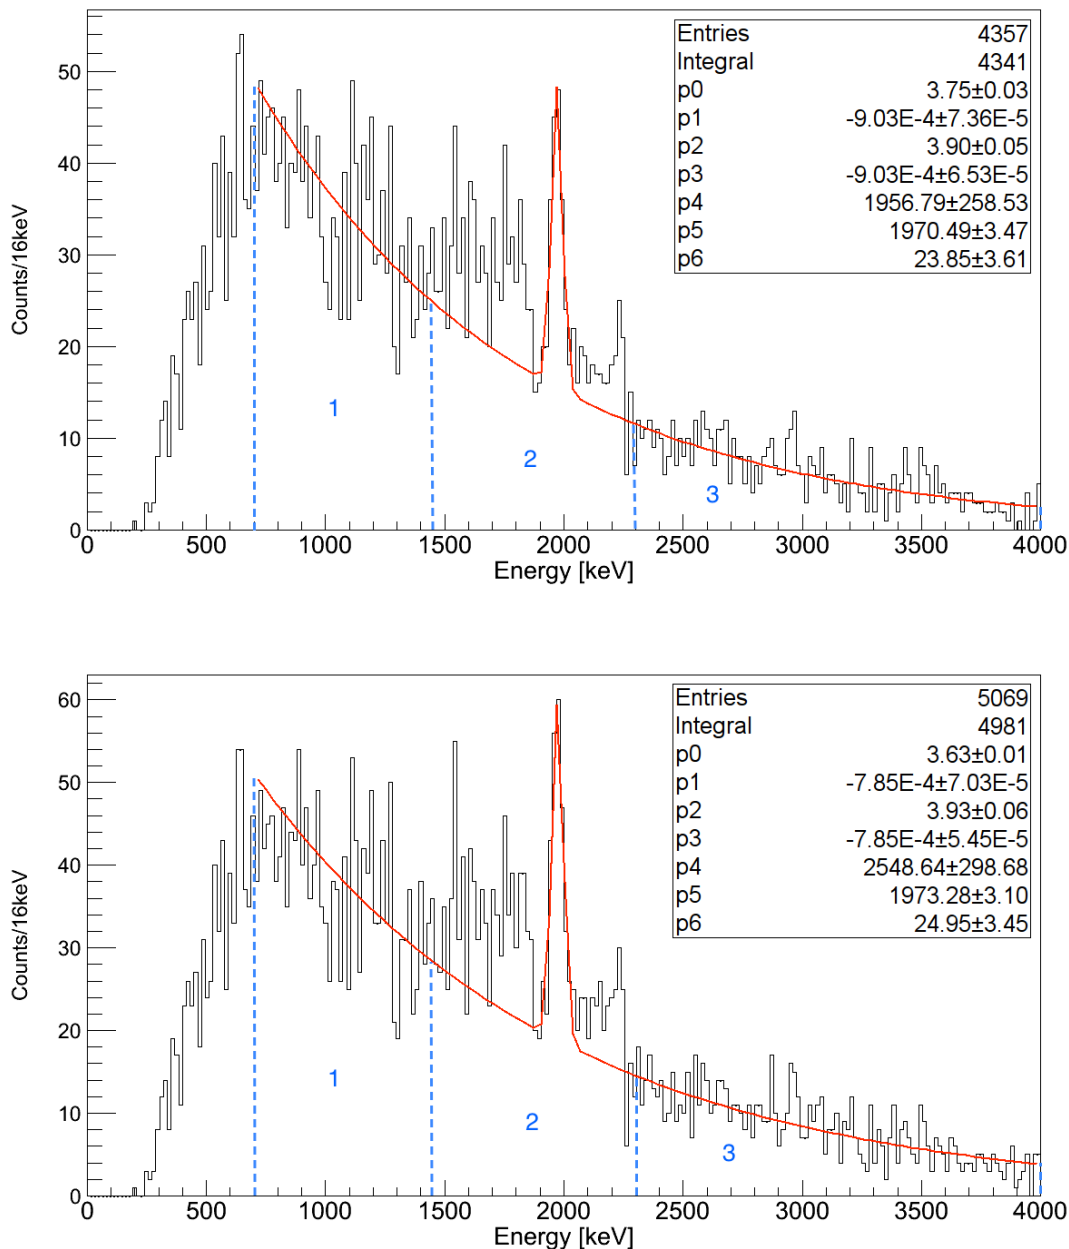 Entries 4357
Integral 4341
p0 3.75±0.03
p1 -9.03E-4±7.36E-5
p2 3.90±0.05
p3 -9.03E-4±6.53E-5
p4 1956.79±258.53
p5 1970.49±3.47
p6 23.85±3.61
50
40
30
20
10
0
Counts/16keV
1
2
3
0 500 1000 1500 2000 2500 3000 3500 4000
Energy [keV]
Entries 5069
Integral 4981
p0 3.63±0.01
p1 -7.85E-4±7.03E-5
p2 3.93±0.06
p3 -7.85E-4±5.45E-5
p4 2548.64±298.68
p5 1973.28±3.10
p6 24.95±3.45
60
50
40
30
20
10
0
Counts/16keV
1
2
3
0 500 1000 1500 2000 2500 3000 3500 4000
Energy [keV]